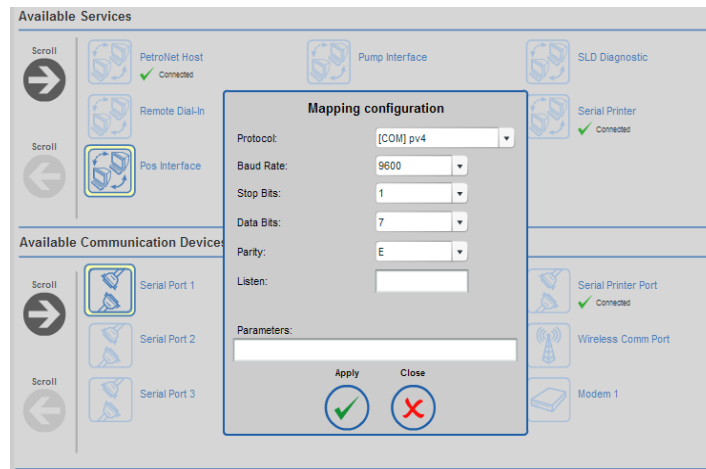 Available Services
Scroll
PetroNet Host
Connected
Pump Interface
SLD Diagnostic
Remote Dial-In
Serial Printer
Connected
Scroll
Pos Interface
Mapping configuration
Protocol: [COM] pv4
Baud Rate: 9600
Stop Bits: 1
Data Bits: 7
Parity: E
Listen:
Parameters:
Apply Close
Available Communication Devices
Scroll
Serial Port 1
Serial Printer Port
Connected
Serial Port 2
Wireless Comm Port
Scroll
Serial Port 3
Modem 1